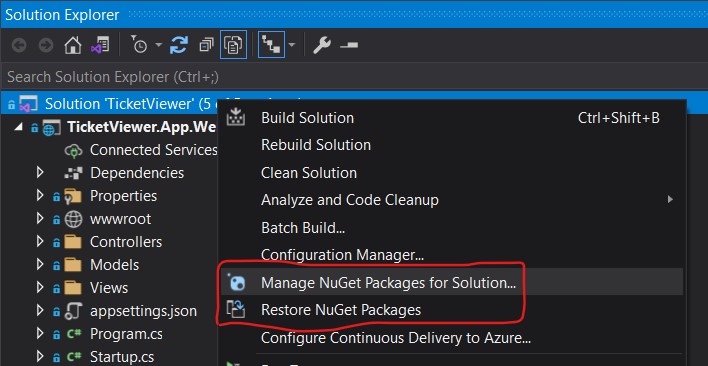 Solution Explorer
Search Solution Explorer (Ctrl+;)
Solution 'TicketViewer' (5
TicketViewer.App.We
Connected Services
Dependencies
Properties
wwwroot
Controllers
Models
Views
appsettings.json
C# Program.cs
C# Startup.cs
Build Solution Ctrl+Shift+B
Rebuild Solution
Clean Solution
Analyze and Code Cleanup
Batch Build...
Configuration Manager...
Manage NuGet Packages for Solution...
Restore NuGet Packages
Configure Continuous Delivery to Azure...